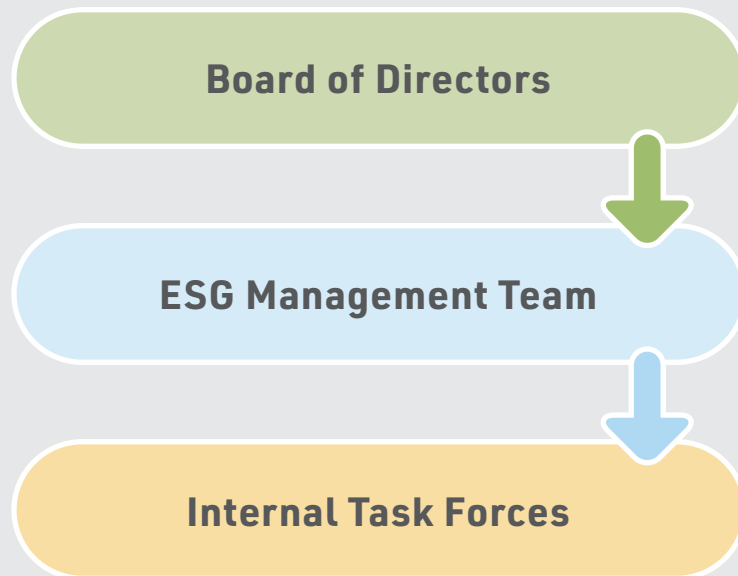 Board of Directors
ESG Management Team
Internal Task Forces